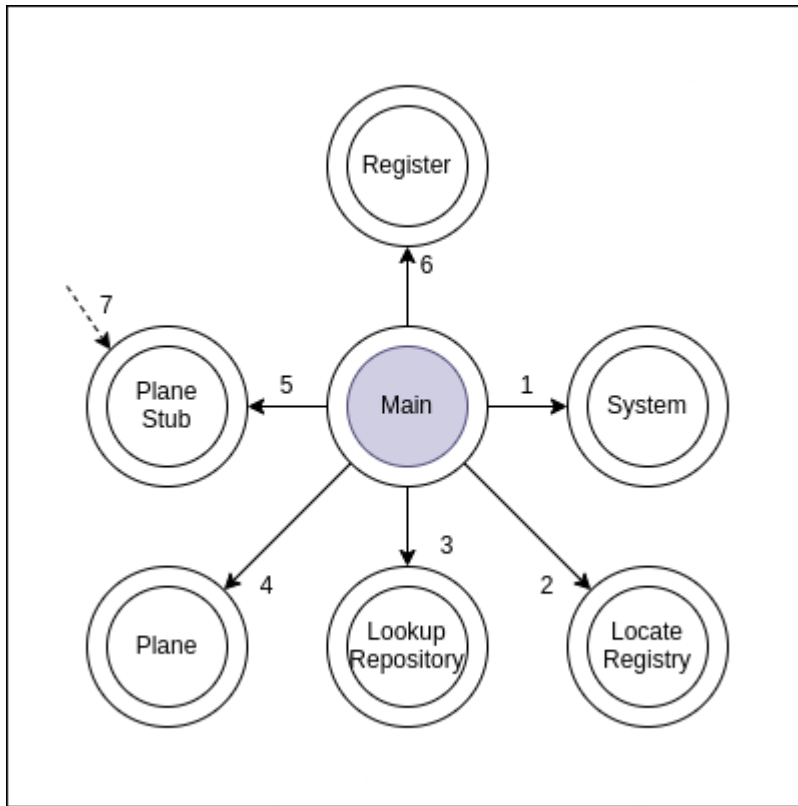 Register
6
7
Plane
Stub
5
Main
1
System
4
3
2
Plane
Lookup
Repository
Locate
Registry